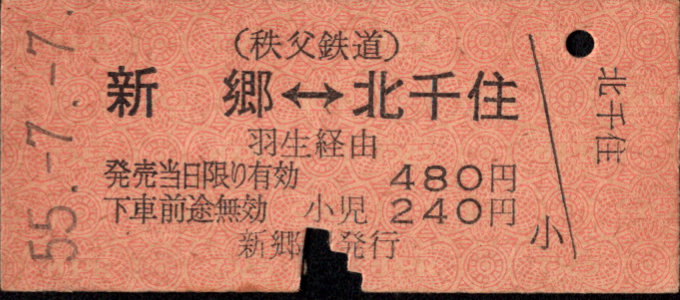 55.-7.-7.
(秩父鉄道)
新郷↔北千住
羽生経由
発売当日限り有効 480円
下車前途無効 小児 240円
新郷 発行
小
北千住